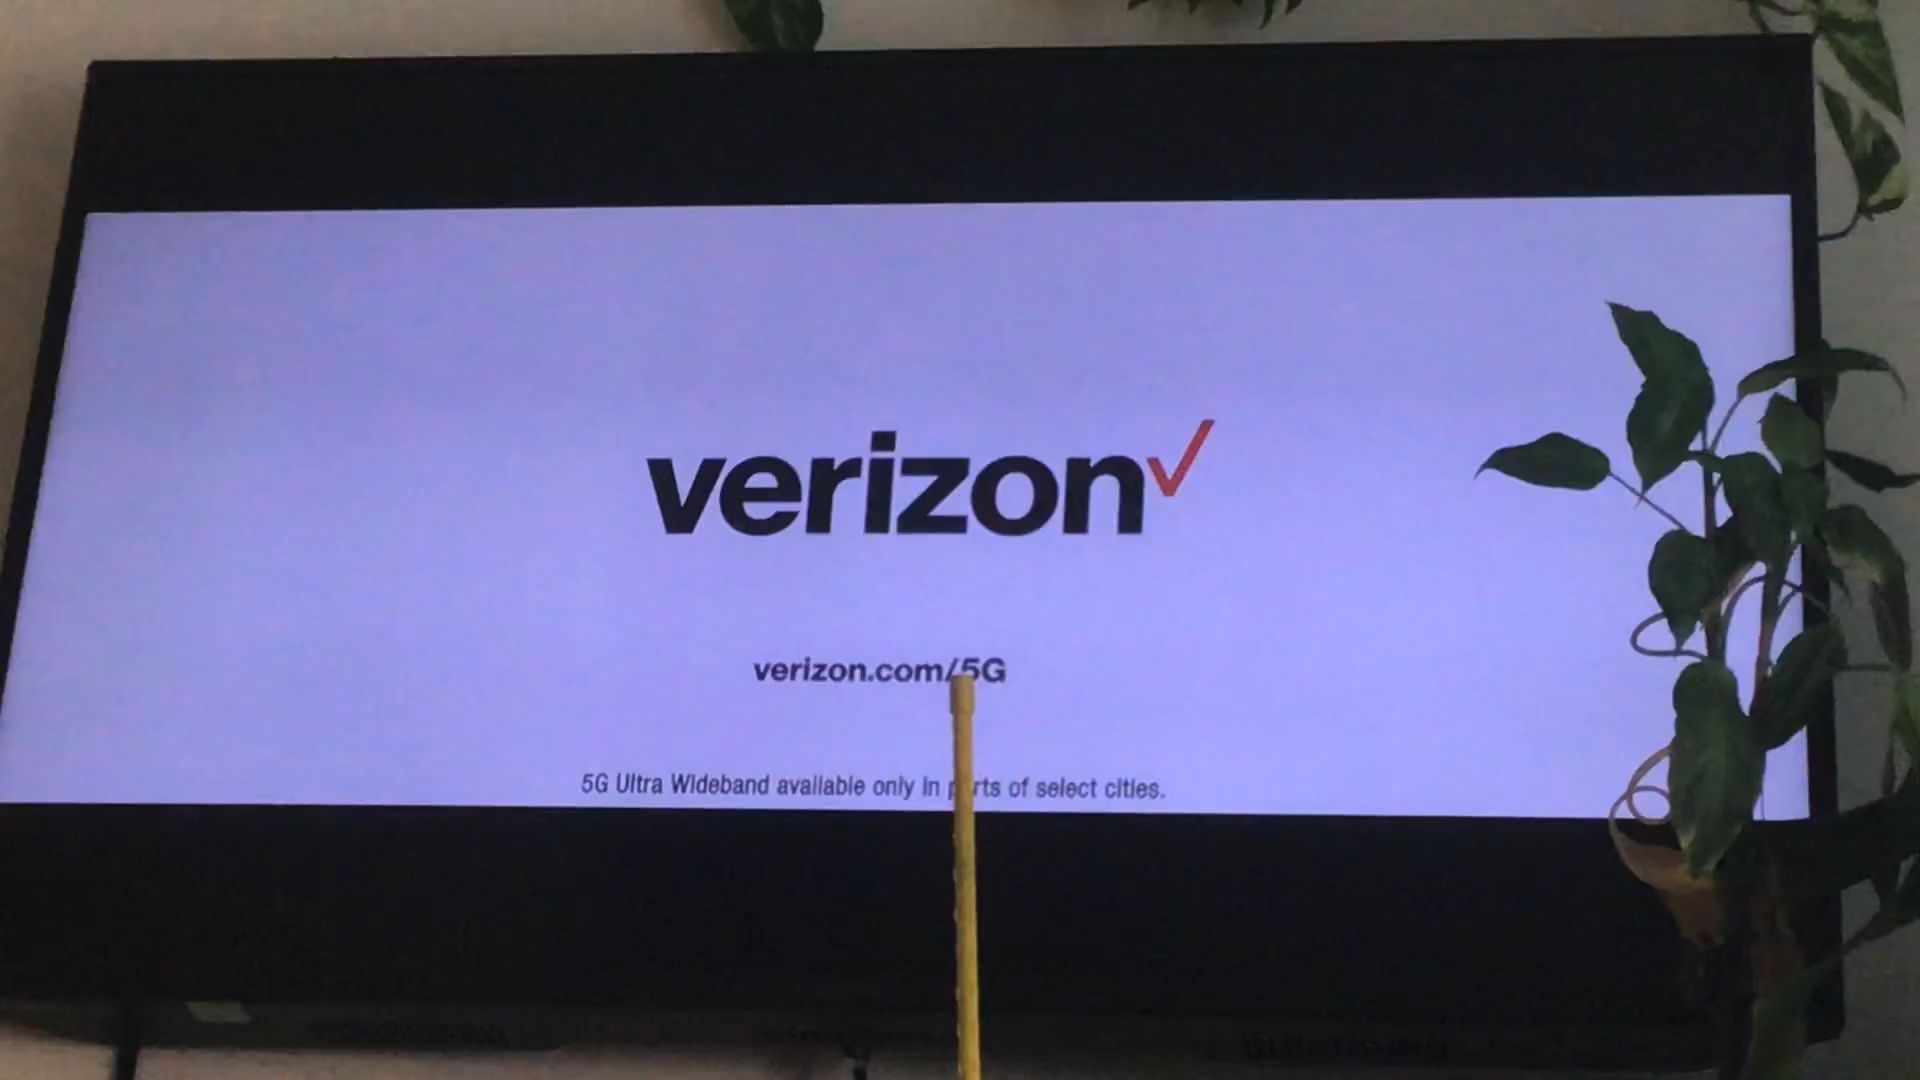 verizon
verizon.com/5G
5G Ultra Wideband available only in parts of select cities.